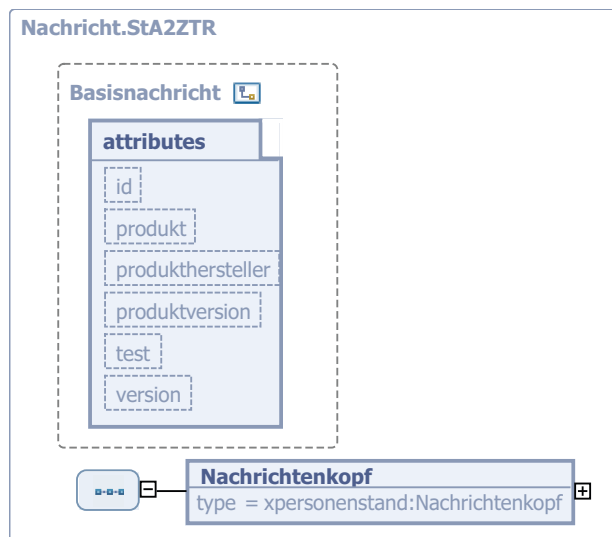 Nachricht.StA2ZTR
Basisnachricht
attributes
id
produkt
produkthersteller
produktversion
test
version
Nachrichtenkopf
type = xpersonenstand:Nachrichtenkopf